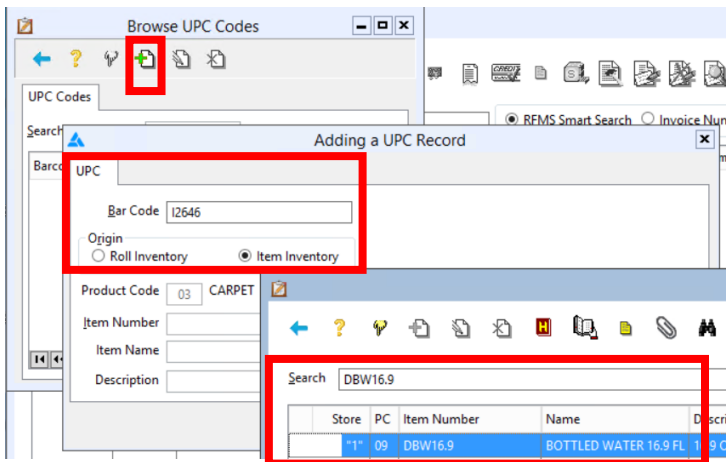 Browse UPC Codes
UPC Codes
Search
RFMS Smart Search
Invoice Num
Adding a UPC Record
Barco
UPC
Bar Code I2646
Origin
Roll Inventory
Item Inventory
Product Code 03 CARPET
Item Number
Item Name
Description
Search DBW16.9
Store PC Item Number Name Descri
"1" 09 DBW16.9 BOTTLED WATER 16.9 FL